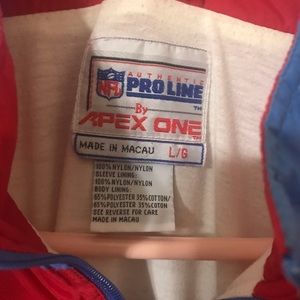 NFL
AUTHENTIC
PRO LINE
™
By
APEX ONE
™
MADE IN MACAU L/G
100% NYLON/NYLON
SLEEVE LINING:
100% NYLON/NYLON
BODY LINING:
65% POLYESTER 35% COTTON/
65% POLYESTER 35% COTON
SEE REVERSE FOR CARE
MADE IN MACAU